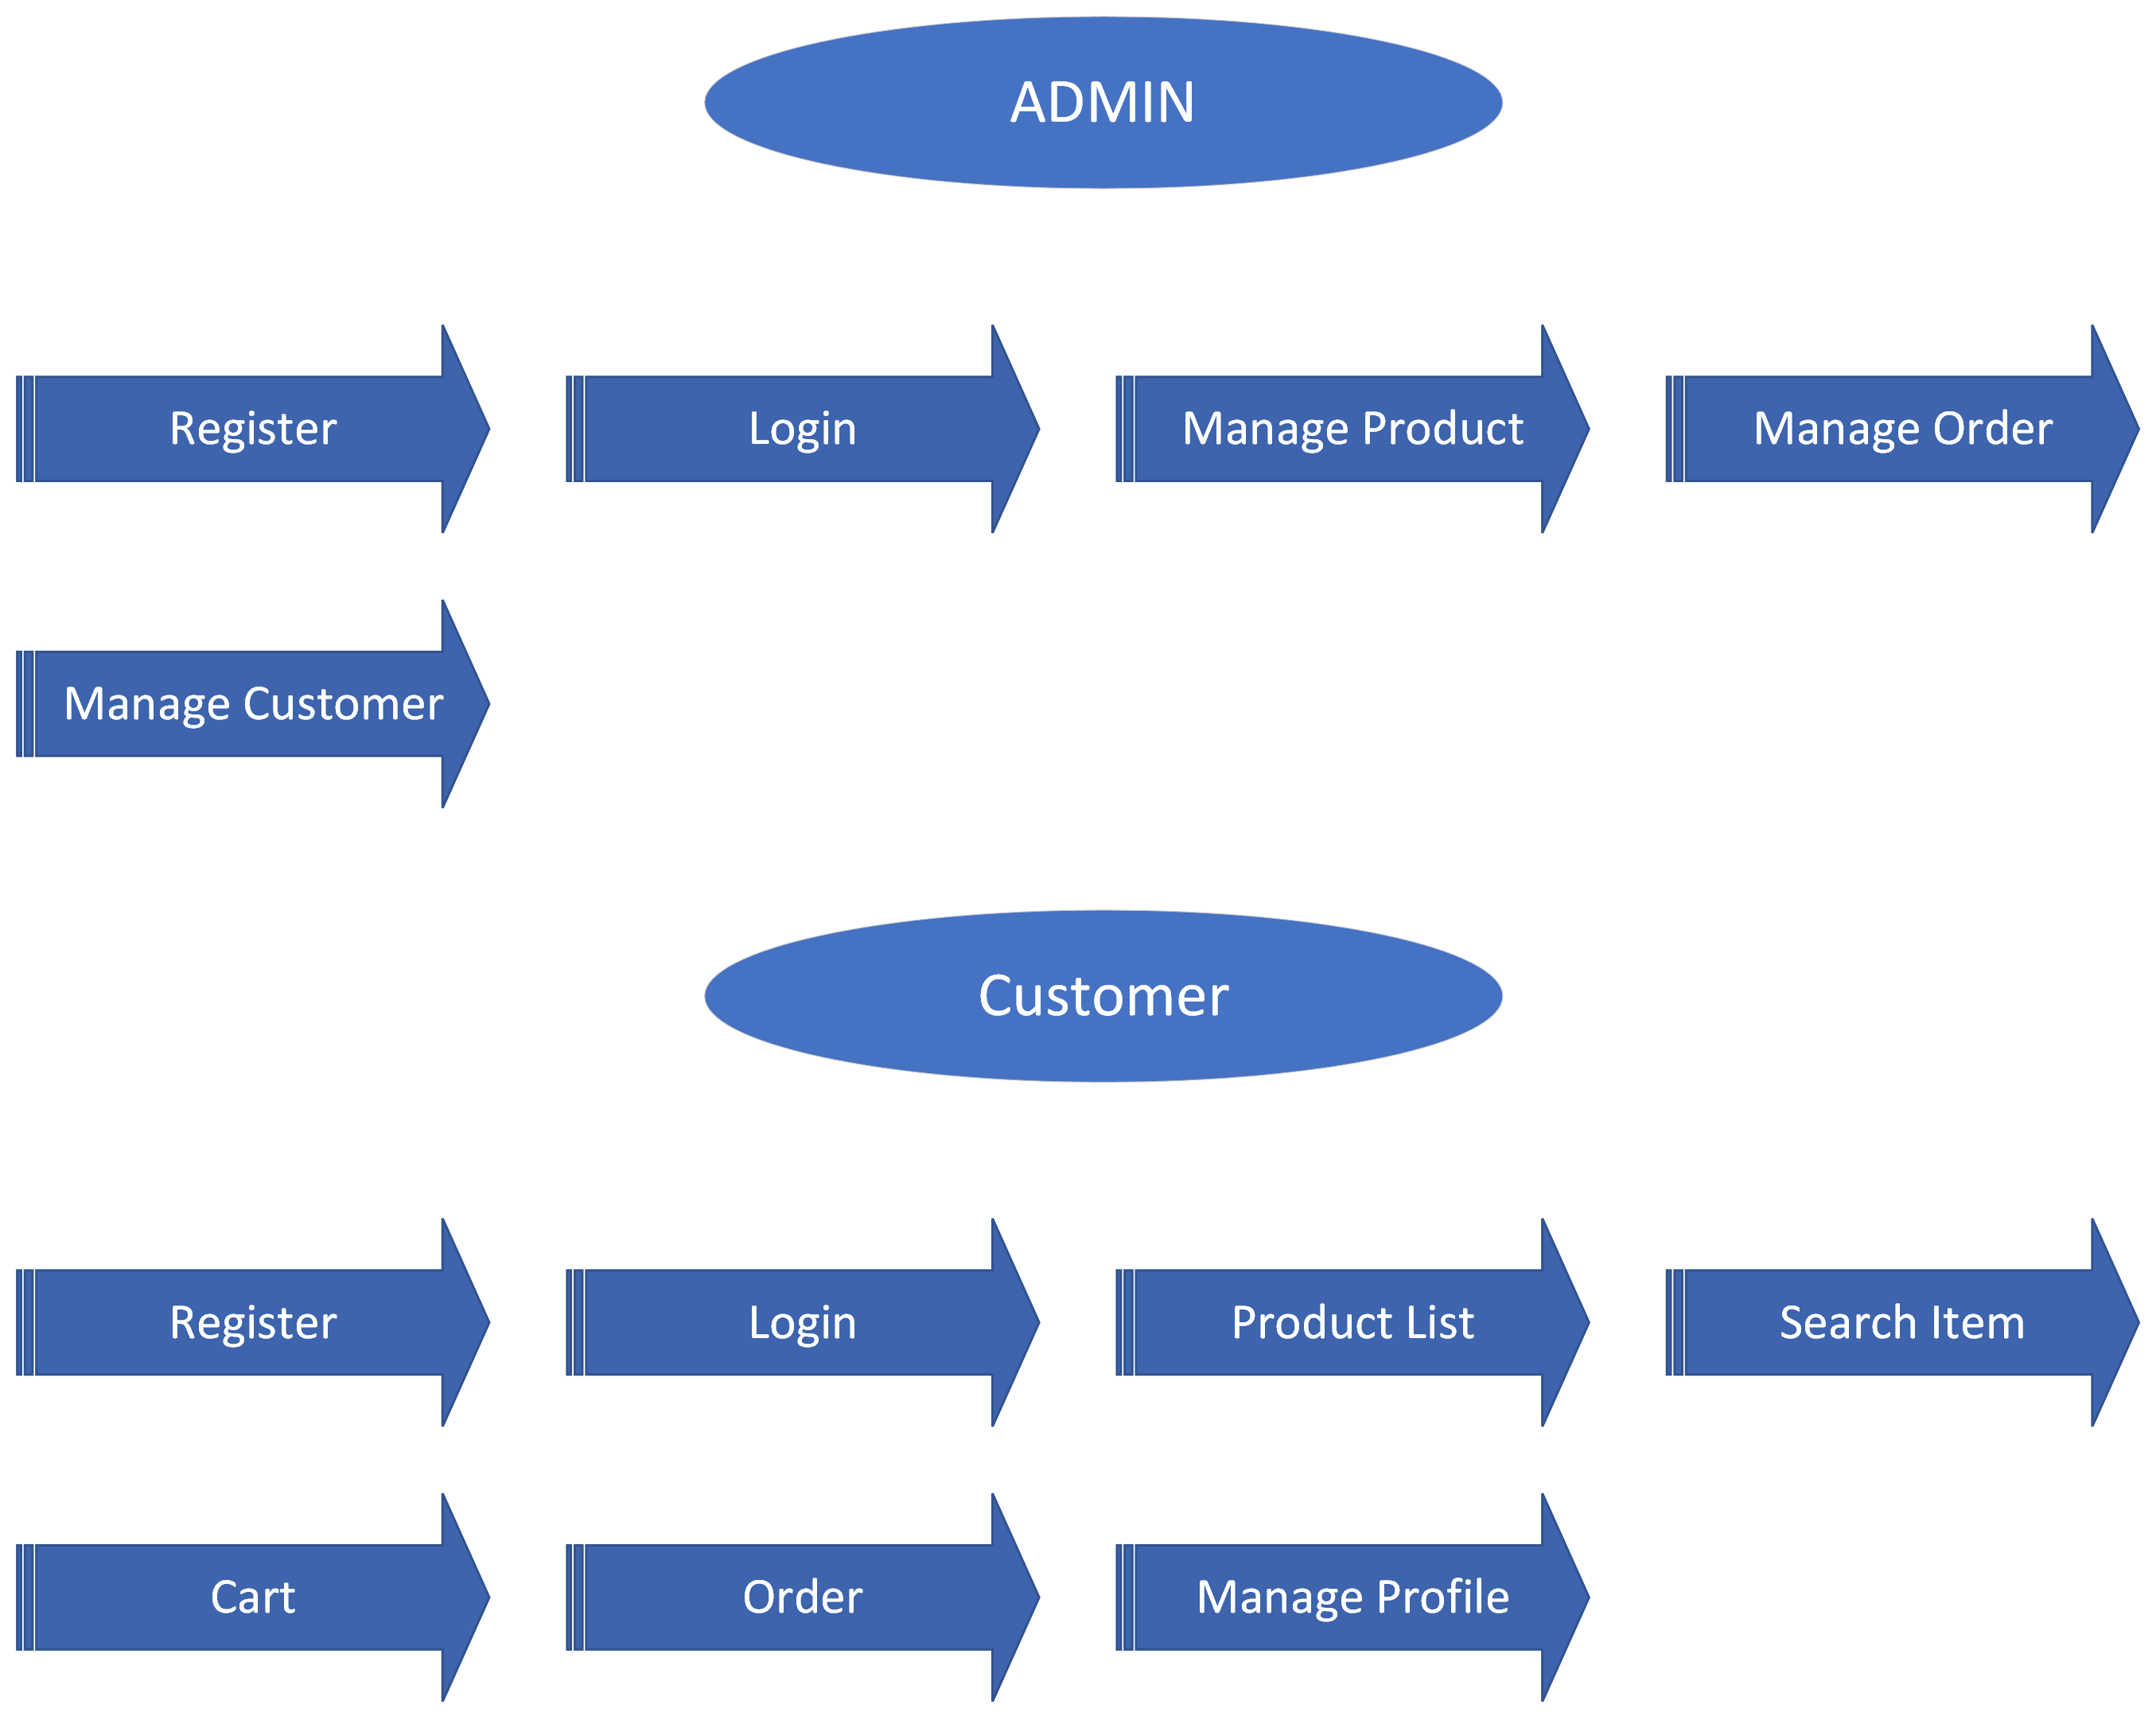 ADMIN
Register
Login
Manage Product
Manage Order
Manage Customer
Customer
Register
Login
Product List
Search Item
Cart
Order
Manage Profile